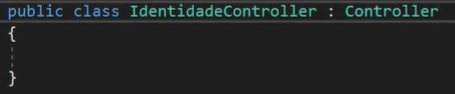 public class IdentidadeController : Controller
{
}